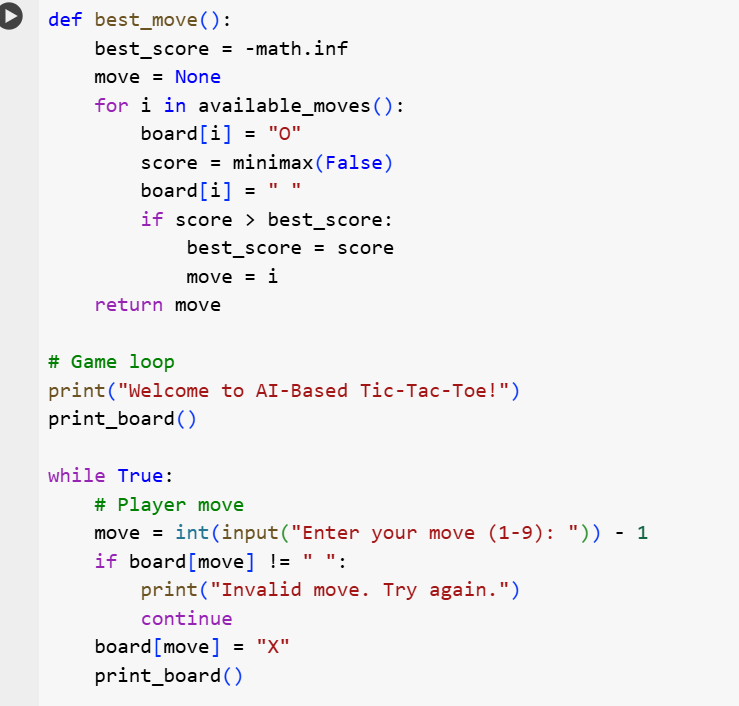 def best_move():
    best_score = -math.inf
    move = None
    for i in available_moves():
        board[i] = "O"
        score = minimax(False)
        board[i] = " "
        if score > best_score:
            best_score = score
            move = i
    return move

# Game loop
print("Welcome to AI-Based Tic-Tac-Toe!")
print_board()

while True:
    # Player move
    move = int(input("Enter your move (1-9): ")) - 1
    if board[move] != " ":
        print("Invalid move. Try again.")
        continue
    board[move] = "X"
    print_board()